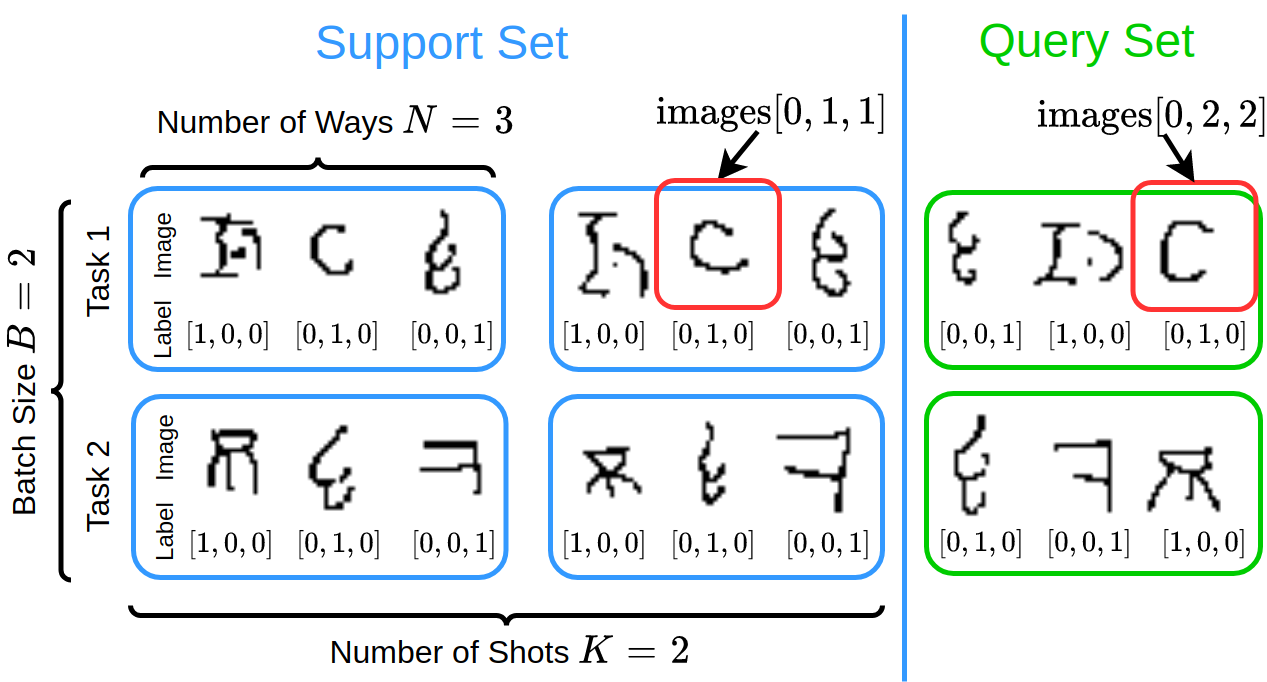 Support Set
Query Set
Number of Ways N = 3
images[0, 1, 1]
images[0, 2, 2]
Batch Size B = 2
Task 1
Image
Label
[1, 0, 0] [0, 1, 0] [0, 0, 1]
[1, 0, 0] [0, 1, 0] [0, 0, 1]
[0, 0, 1] [1, 0, 0] [0, 1, 0]
Task 2
Image
Label
[1, 0, 0] [0, 1, 0] [0, 0, 1]
[1, 0, 0] [0, 1, 0] [0, 0, 1]
[0, 1, 0] [0, 0, 1] [1, 0, 0]
Number of Shots K = 2